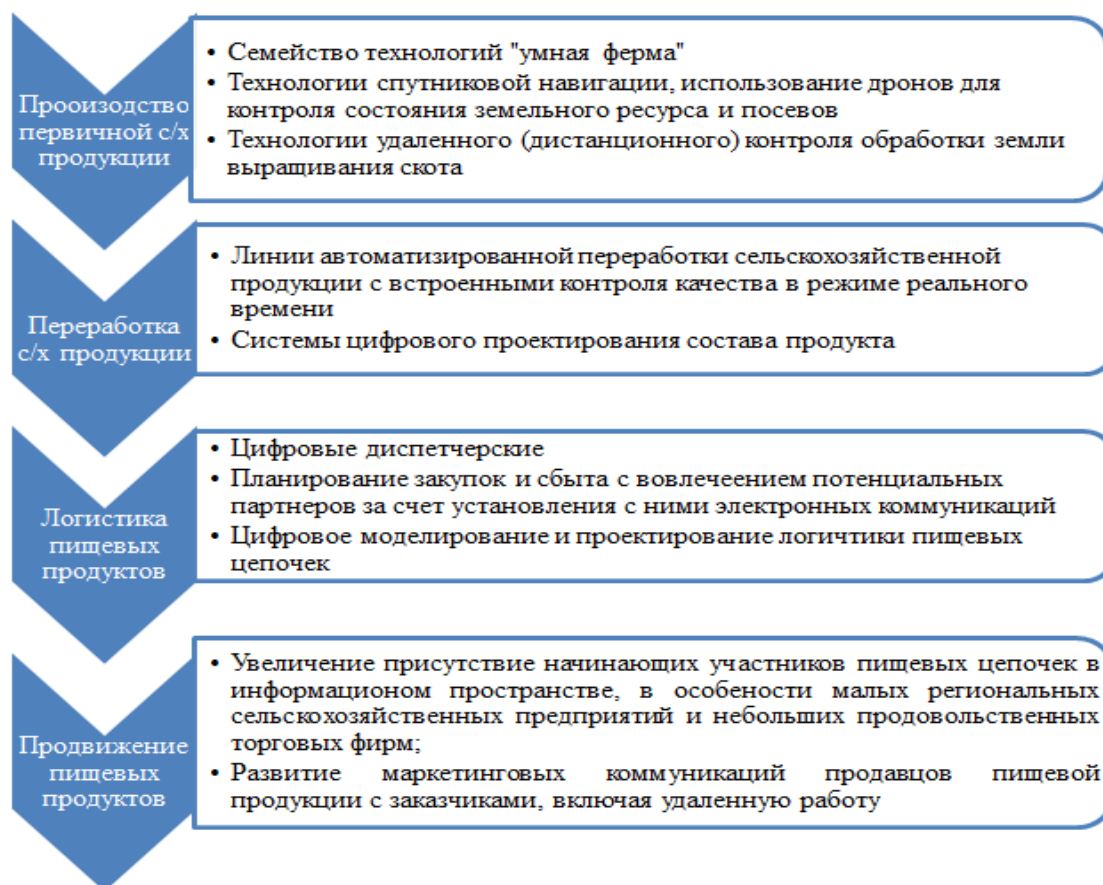 Прооизодство
первичной с/х
продукции
• Семейство технологий "умная ферма"
• Технологии спутниковой навигации, использование дронов для
контроля состояния земельного ресурса и посевов
• Технологии удаленного (дистанционного) контроля обработки земли
выращивания скота
Переработка
с/х продукции
• Линии автоматизированной переработки сельскохозяйственной
продукции с встроенными контроля качества в режиме реального
времени
• Системы цифрового проектирования состава продукта
Логистика
пищевых
продуктов
• Цифровые диспетчерские
• Планирование закупок и сбыта с вовлечеением потенциальных
партнеров за счет установления с ними электронных коммуникаций
• Цифровое моделирование и проектирование логичтики пищевых
цепочек
Продвижение
пищевых
продуктов
• Увеличение присутствие начинающих участников пищевых цепочек в
информационом пространстве, в особености малых региональных
сельскохозяйственных предприятий и небольших продовольственных
торговых фирм;
• Развитие маркетинговых коммуникаций продавцов пищевой
продукции с заказчиками, включая удаленную работу